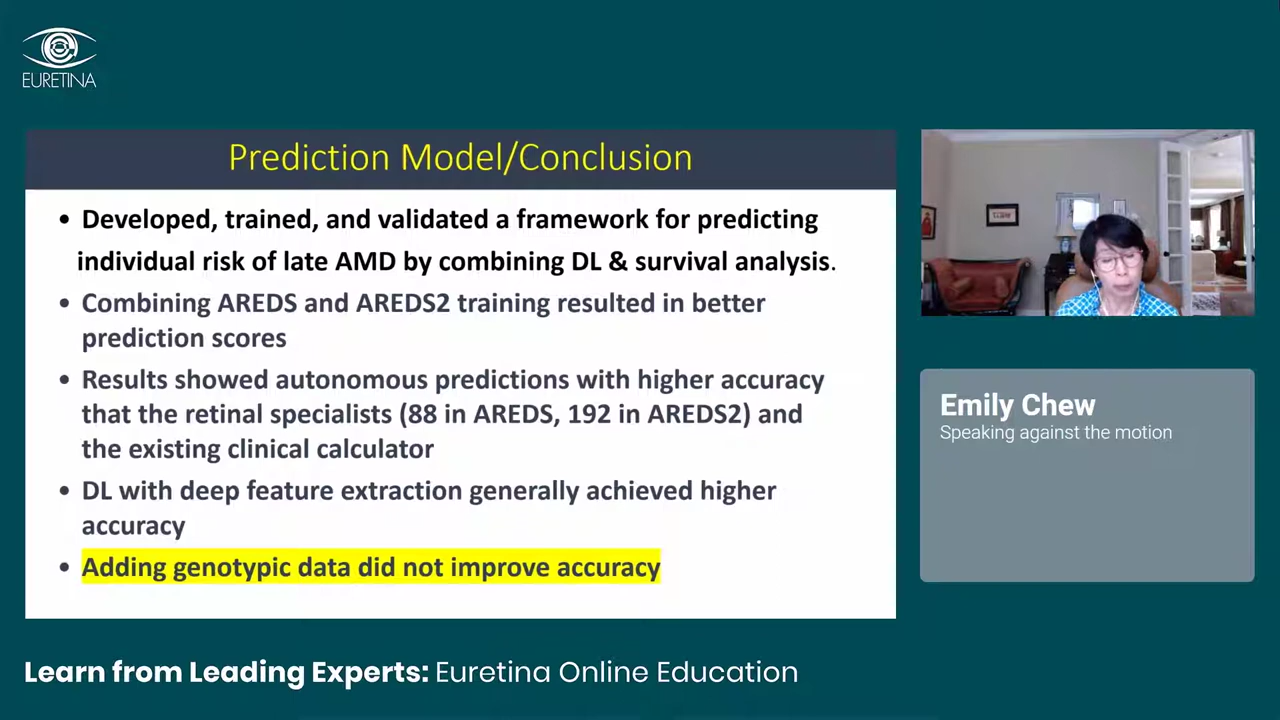 EURETINA
Prediction Model/Conclusion
• Developed, trained, and validated a framework for predicting
individual risk of late AMD by combining DL & survival analysis.
• Combining AREDS and AREDS2 training resulted in better
prediction scores
• Results showed autonomous predictions with higher accuracy
that the retinal specialists (88 in AREDS, 192 in AREDS2) and
the existing clinical calculator
• DL with deep feature extraction generally achieved higher
accuracy
• Adding genotypic data did not improve accuracy
Emily Chew
Speaking against the motion
Learn from Leading Experts: Euretina Online Education